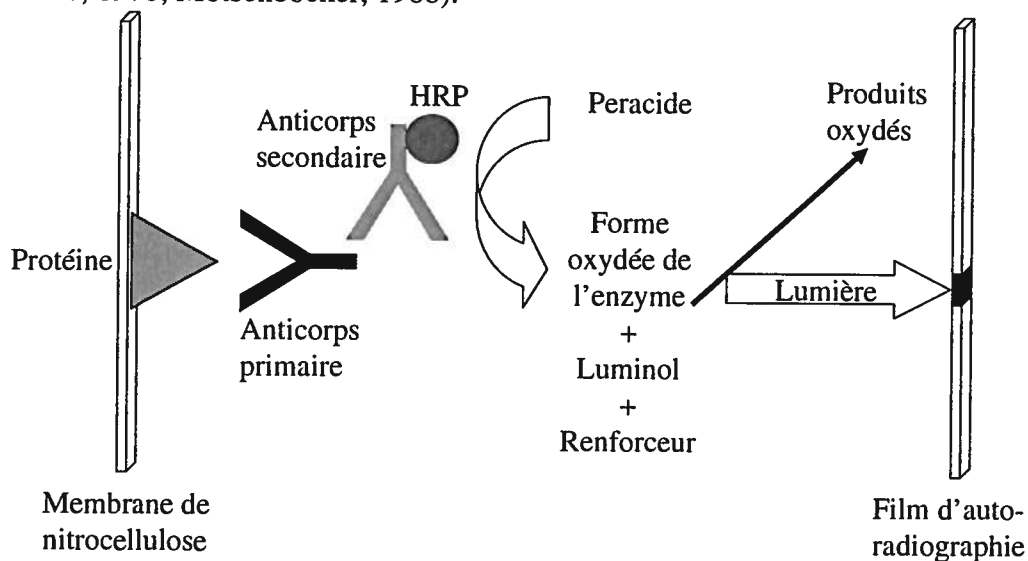 HRP
Anticorps
secondaire
Peracide
Produits
oxydés
Protéine
Forme
oxydée de
l'enzyme
+
Luminol
+
Renforceur
Lumière
Anticorps
primaire
Membrane de
nitrocellulose
Film d'auto-
radiographie